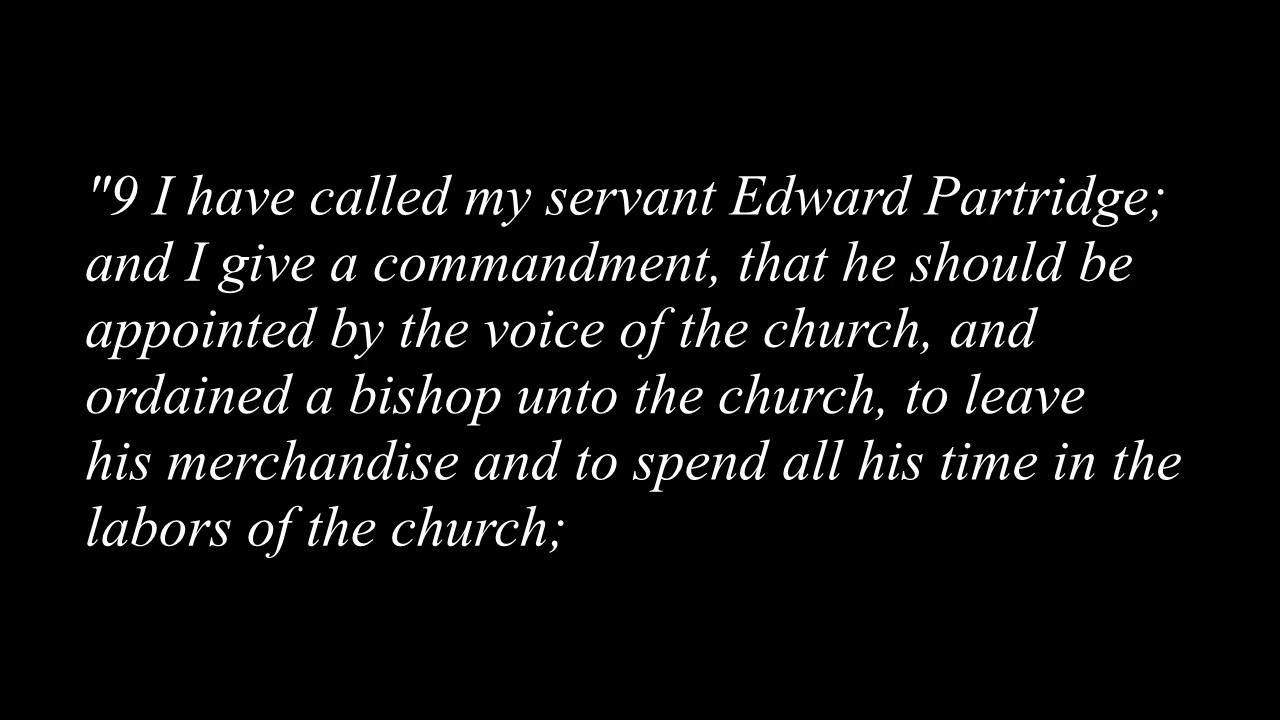 "9 I have called my servant Edward Partridge;
and I give a commandment, that he should be
appointed by the voice of the church, and
ordained a bishop unto the church, to leave
his merchandise and to spend all his time in the
labors of the church;